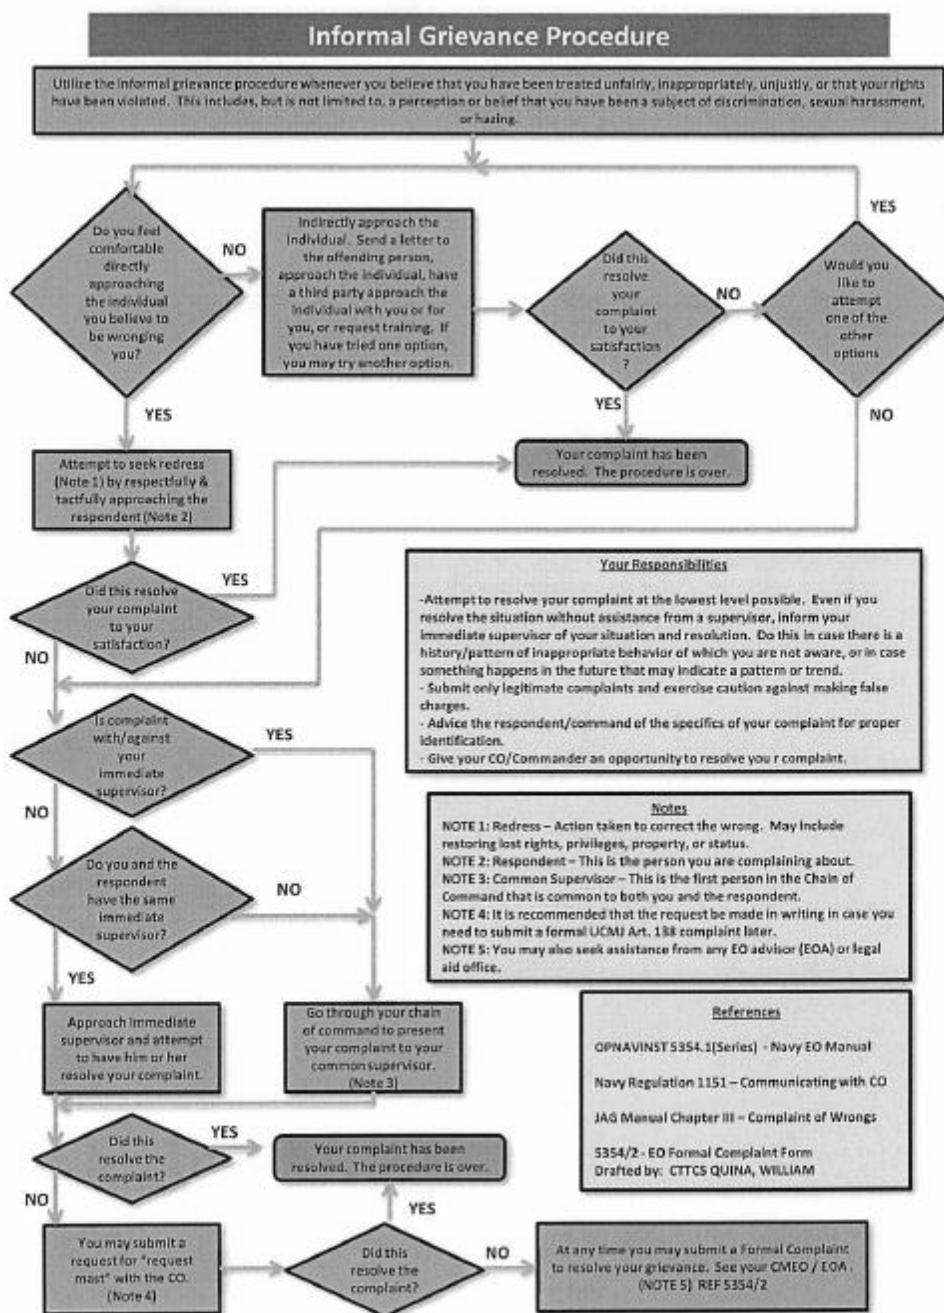 Informal Grievance Procedure
Utilize the informal grievance procedure whenever you believe that you have been treated unfairly, inappropriately, unjustly, or that your rights
have been violated. This includes, but is not limited to, a perception or belief that you have been a subject of discrimination, sexual harassment,
or hazing.
Do you feel
comfortable
directly
approaching
the individual
you believe to
be wronging
you?
NO
Indirectly approach the
individual. Send a letter to
the offending person,
approach the individual, have
a third party approach the
individual with you or for
you, or request training. If
you have tried one option,
you may try another option.
Did this
resolve
your
complaint
to your
satisfaction
?
NO
YES
Would you
like to
attempt
one of the
other
options
YES
YES
NO
Attempt to seek redress
(Note 1) by respectfully &
tactfully approaching the
respondent (Note 2)
Your complaint has been
resolved. The procedure is over.
Did this resolve
your complaint
to your
satisfaction?
YES
NO
Your Responsibilities
-Attempt to resolve your complaint at the lowest level possible. Even if you
resolve the situation without assistance from a supervisor, inform your
immediate supervisor of your situation and resolution. Do this in case there is a
history/pattern of inappropriate behavior of which you are not aware, or in case
something happens in the future that may indicate a pattern or trend.
- Submit only legitimate complaints and exercise caution against making false
charges.
- Advice the respondent/command of the specifics of your complaint for proper
identification.
- Give your CO/Commander an opportunity to resolve you r complaint.
Is complaint
with/against
your
immediate
supervisor?
YES
NO
Notes
NOTE 1: Redress – Action taken to correct the wrong. May include
restoring lost rights, privileges, property, or status.
NOTE 2: Respondent – This is the person you are complaining about.
NOTE 3: Common Supervisor – This is the first person in the Chain of
Command that is common to both you and the respondent.
NOTE 4: It is recommended that the request be made in writing in case you
need to submit a formal UCMJ Art. 138 complaint later.
NOTE 5: You may also seek assistance from any EO advisor (EOA) or legal
aid office.
Do you and the
respondent
have the same
immediate
supervisor?
NO
YES
Approach immediate
supervisor and attempt
to have him or her
resolve your complaint.
Go through your chain
of command to present
your complaint to your
common supervisor.
(Note 3)
References
OPNAVINST 5354.1(Series) - Navy EO Manual
Navy Regulation 1151 – Communicating with CO
JAG Manual Chapter III – Complaint of Wrongs
5354/2 - EO Formal Complaint Form
Drafted by: CTTCS QUINA, WILLIAM
Did this
resolve the
complaint?
YES
Your complaint has been
resolved. The procedure is over.
NO
YES
You may submit a
request for "request
mast" with the CO.
(Note 4)
Did this
resolve the
complaint?
NO
At any time you may submit a Formal Complaint
to resolve your grievance. See your CMEO / EOA .
(NOTE 5) REF 5354/2